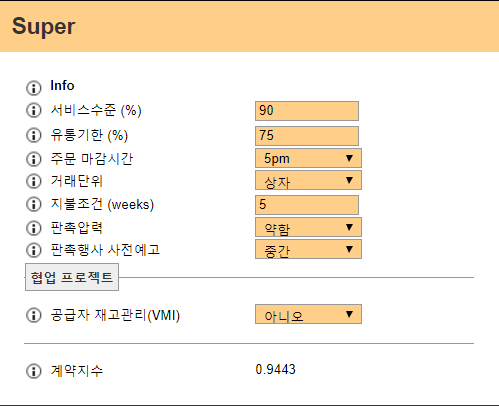 Super
Info
서비스수준 (%) 90
유통기한 (%) 75
주문 마감시간 5pm
거래단위 상자
지불조건 (weeks) 5
판촉압력 약함
판촉행사 사전예고 중간
협업 프로젝트
공급자 재고관리(VMI) 아니오
계약지수 0.9443